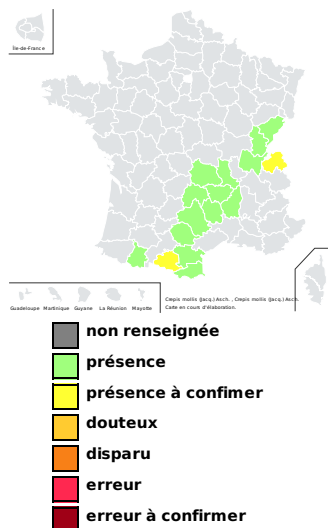 Île-de-France
Guadeloupe Martinique Guyane La Réunion Mayotte
Crepis mollis (Jacq.) Asch. , Crepis mollis (Jacq.) Asch.
Carte en cours d'élaboration.
non renseignée
présence
présence à confimer
douteux
disparu
erreur
erreur à confirmer